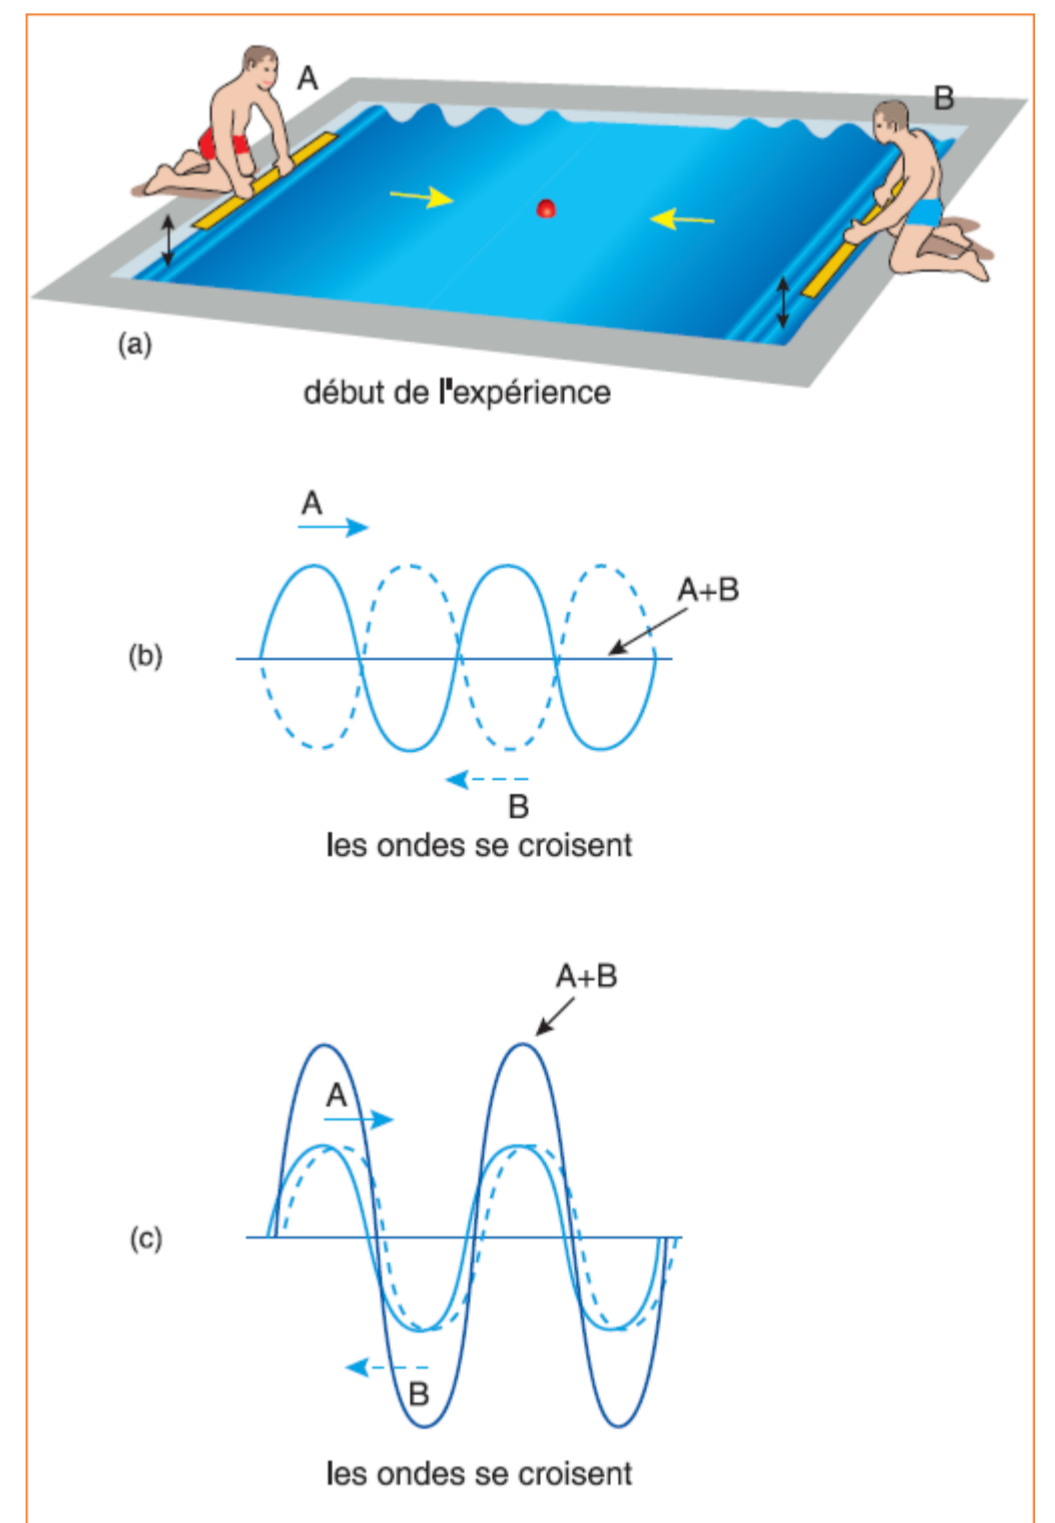 A
B
(a)
début de l'expérience
A
A+B
(b)
B
les ondes se croisent
A+B
A
(c)
B
les ondes se croisent